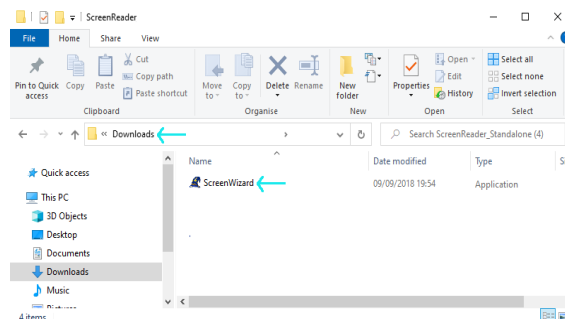 ScreenReader
File Home Share View
Pin to Quick access
Copy
Paste
Cut
Copy path
Paste shortcut
Move to
Copy to
Delete
Rename
New folder
Properties
Open
Edit
History
Select all
Select none
Invert selection
Clipboard Organise New Open Select
« Downloads
Search ScreenReader_Standalone (4)
Name Date modified Type
Quick access
ScreenWizard 09/09/2018 19:54 Application
This PC
3D Objects
Desktop
Documents
Downloads
Music
4 items